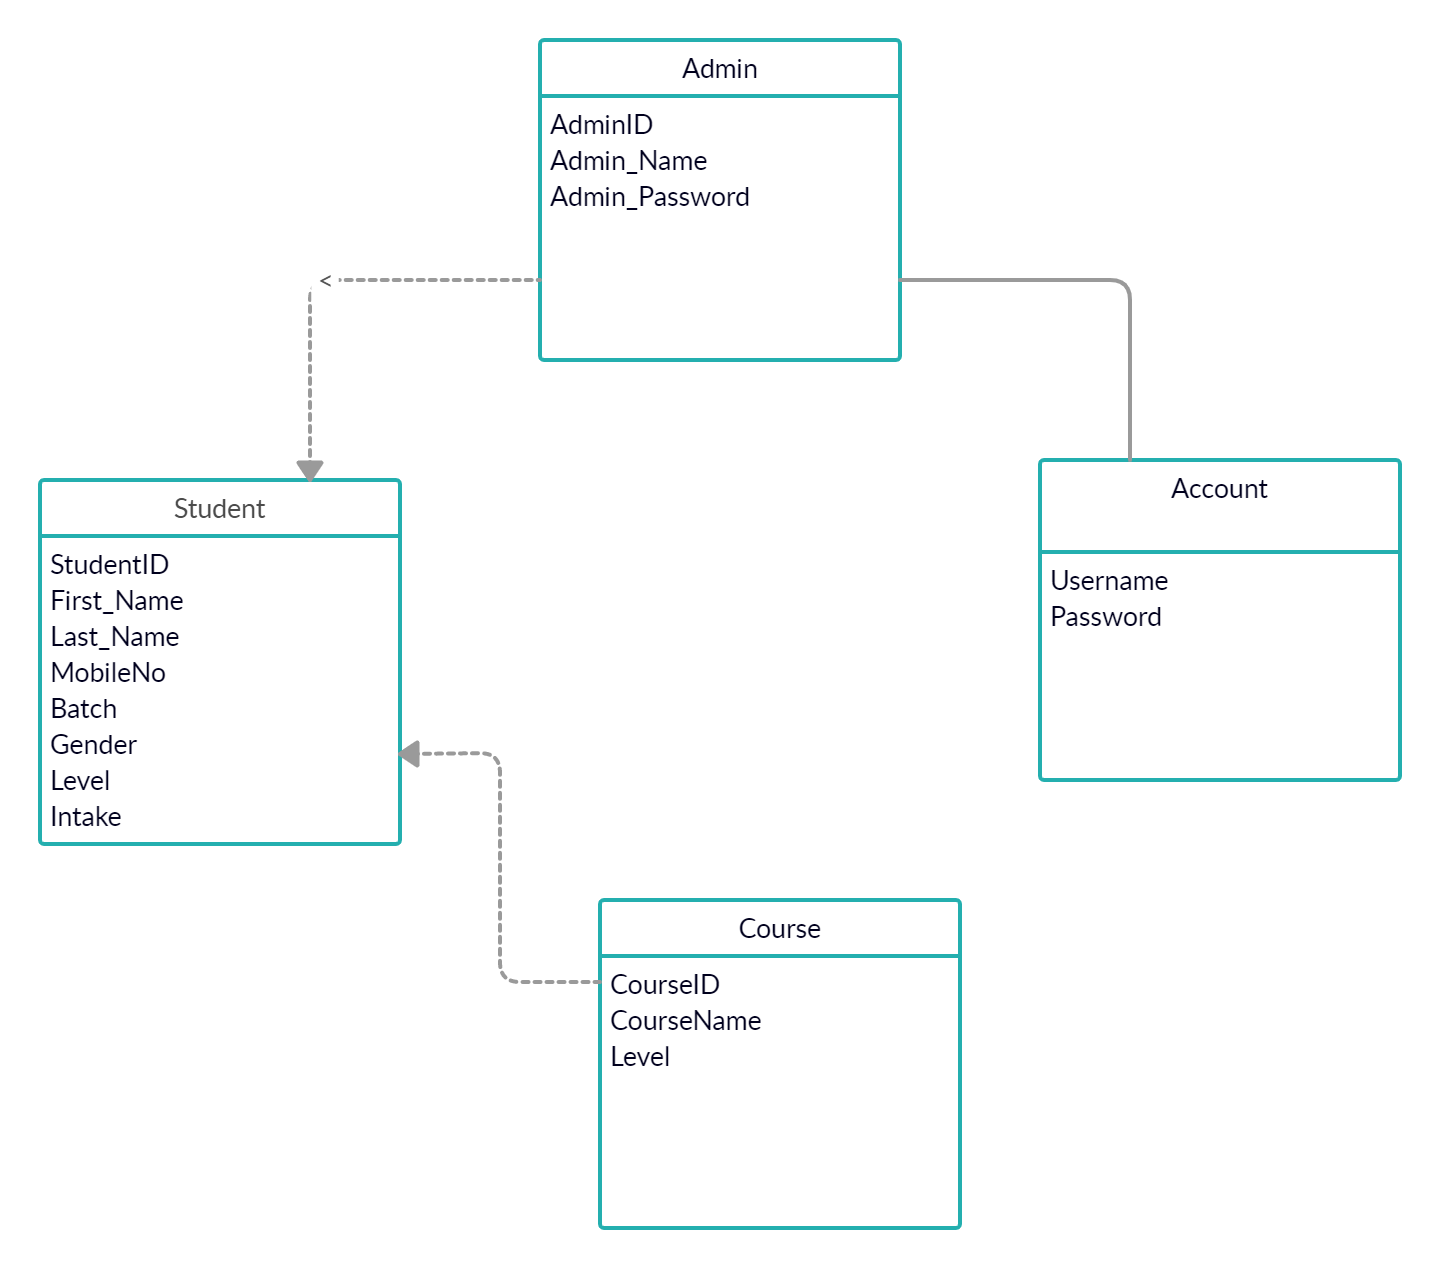 Admin
AdminID
Admin_Name
Admin_Password
<
Student
StudentID
First_Name
Last_Name
MobileNo
Batch
Gender
Level
Intake
Account
Username
Password
Course
CourseID
CourseName
Level